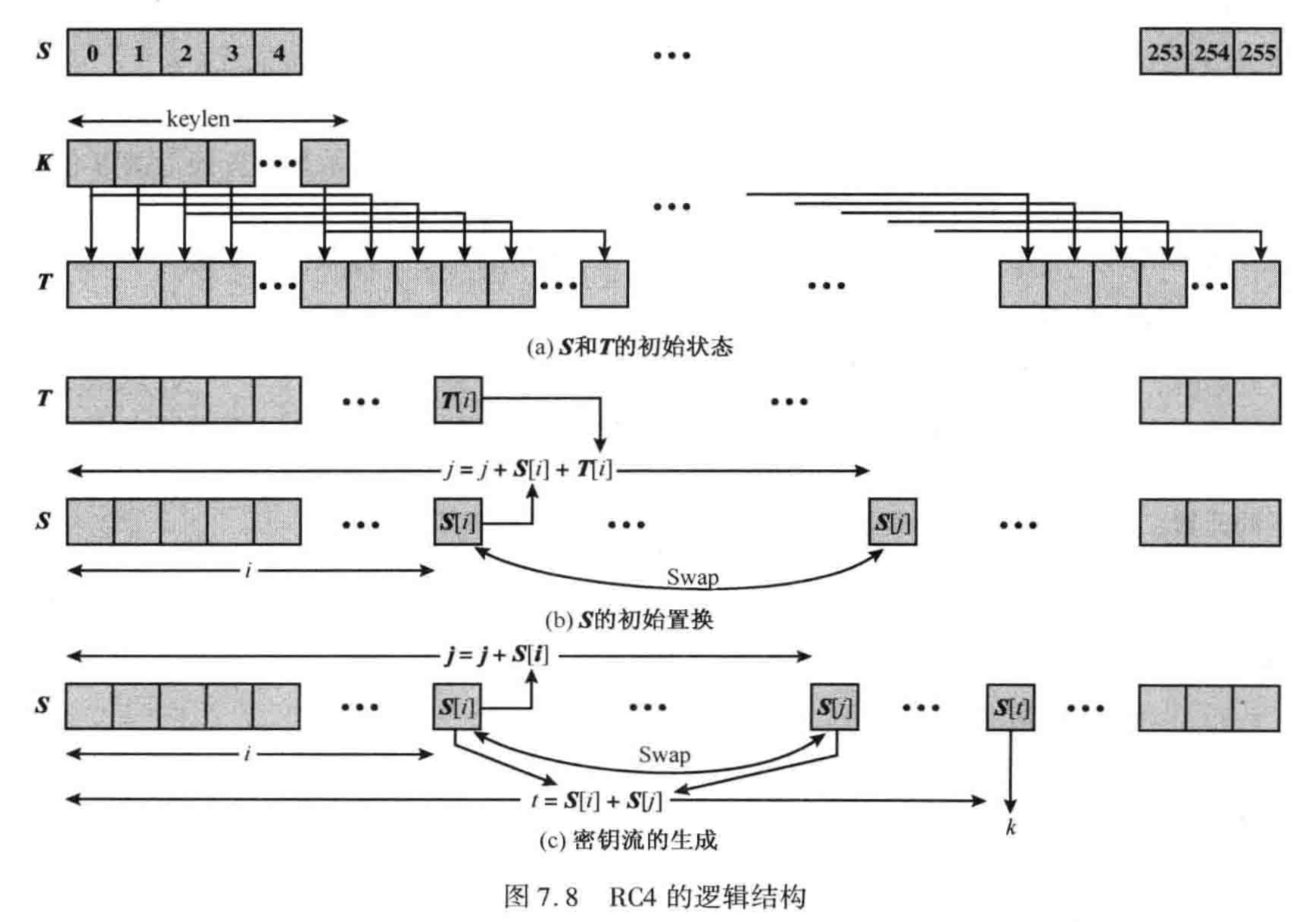 S 0 1 2 3 4 ••• 253 254 255
keylen
K •••
•••
T ••• ••• ••• •••
(a) S和T的初始状态
T ••• T[i] •••
j = j + S[i] + T[i]
S ••• S[i] ••• S[j] •••
i
Swap
(b) S的初始置换
j = j + S[i]
S ••• S[i] ••• S[j] ••• S[t] •••
i
Swap
t = S[i] + S[j]
k
(c) 密钥流的生成
图 7.8 RC4 的逻辑结构